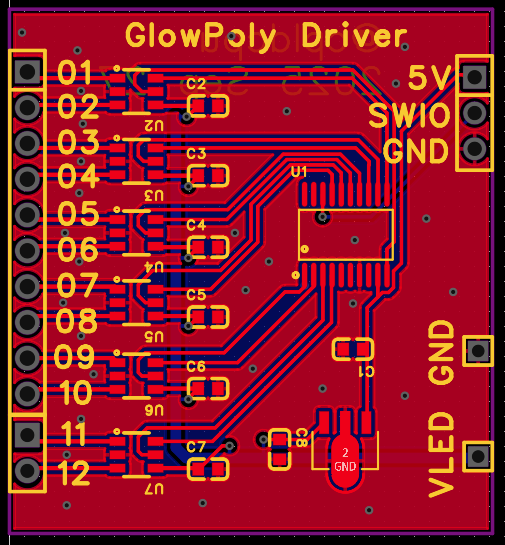 GlowPoly Driver
01
02
03
04
05
06
07
08
09
10
11
12
5V
SWIO
GND
GND
VLED
C2
U2
C3
U3
C4
U4
C5
U5
C6
U6
C7
U7
U1
C1
C8
2
GND
2025